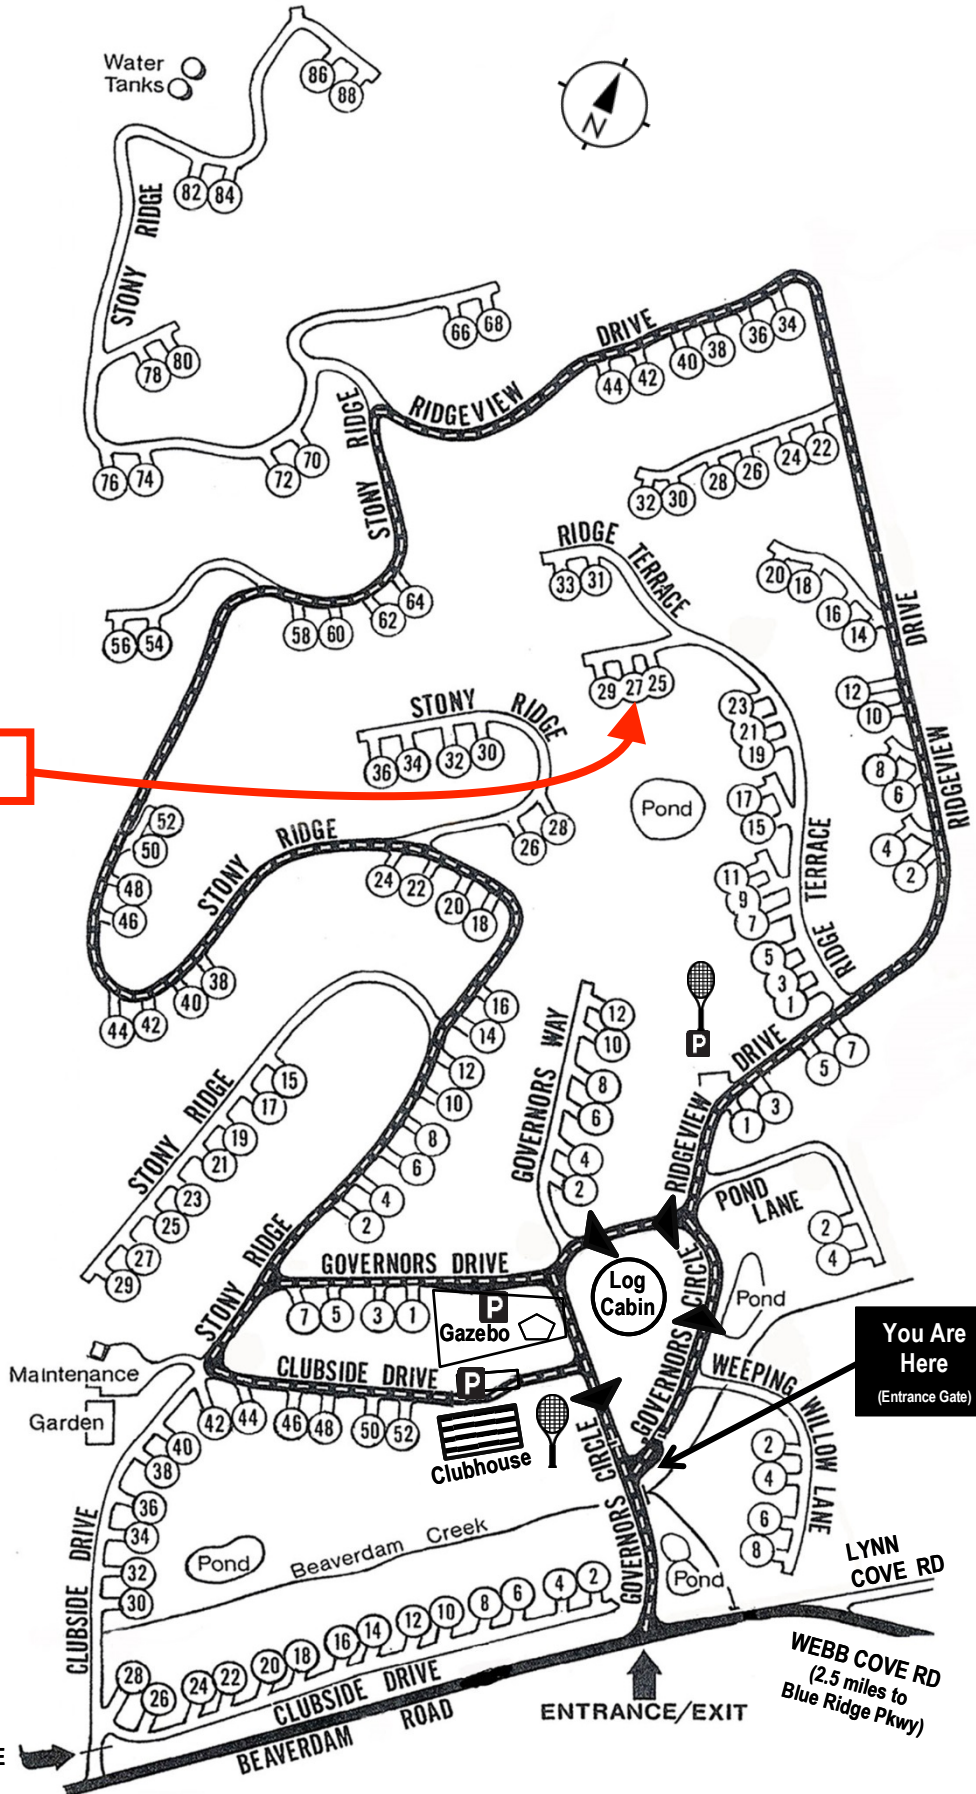 Water
Tanks
86
88
N
82
84
STONY RIDGE
78
80
76
74
72
70
66
68
STONY RIDGE
RIDGEVIEW DRIVE
44
42
40
38
36
34
32
30
28
26
24
22
RIDGE TERRACE
33
31
20
18
16
14
DRIVE
56
54
58
60
62
64
29
27
25
23
21
19
12
10
8
6
RIDGEVIEW
4
2
STONY RIDGE
36
34
32
30
28
26
Pond
17
15
11
9
7
5
3
1
RIDGE TERRACE
52
50
48
46
44
42
40
38
STONY RIDGE
24
22
20
18
16
14
12
10
8
6
4
2
P
7
5
3
1
RIDGEVIEW DRIVE
GOVERNORS WAY
12
10
8
6
4
2
STONY RIDGE
15
17
19
21
23
25
27
29
POND
LANE
2
4
STONY RIDGE
GOVERNORS DRIVE
7
5
3
1
P
Gazebo
Log
Cabin
GOVERNORS CIRCLE
Pond
You Are
Here
(Entrance Gate)
Maintenance
Garden
CLUBSIDE DRIVE
P
42
44
46
48
50
52
Clubhouse
WEEPING WILLOW LANE
2
4
6
8
GOVERNORS CIRCLE
40
38
36
34
32
30
CLUBSIDE DRIVE
Pond
Beaverdam Creek
Pond
LYNN
COVE RD
28
26
24
22
20
18
16
14
12
10
8
6
4
2
CLUBSIDE DRIVE
BEAVERDAM ROAD
ENTRANCE/EXIT
WEBB COVE RD
(2.5 miles to
Blue Ridge Pkwy)
E